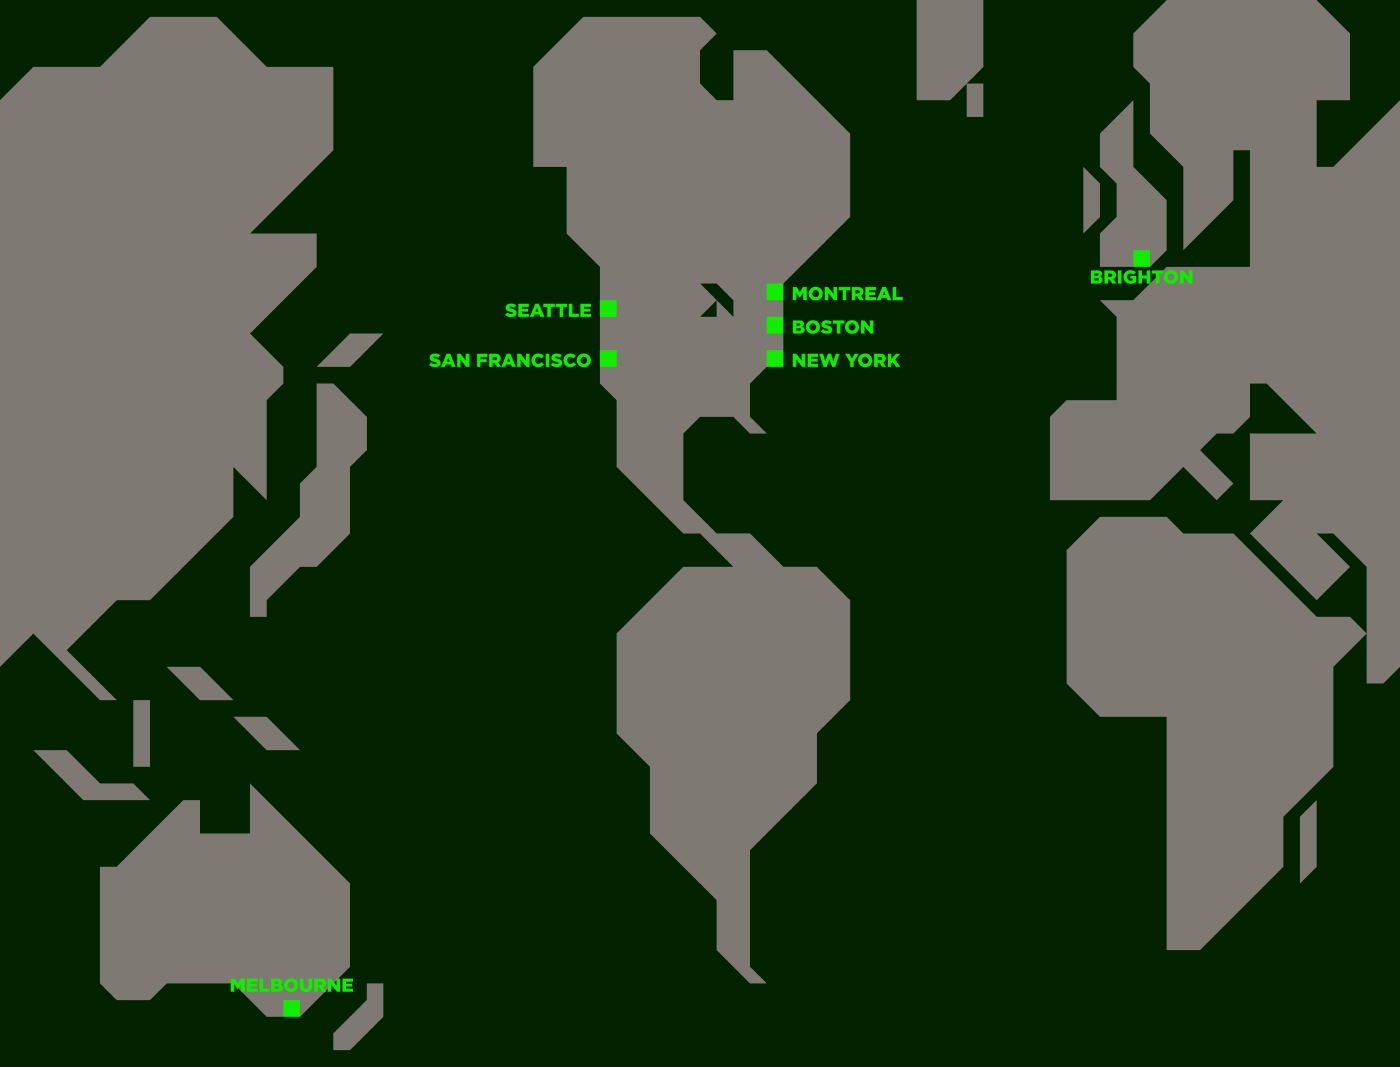 BRIGHTON
MONTREAL
SEATTLE
BOSTON
SAN FRANCISCO
NEW YORK
MELBOURNE